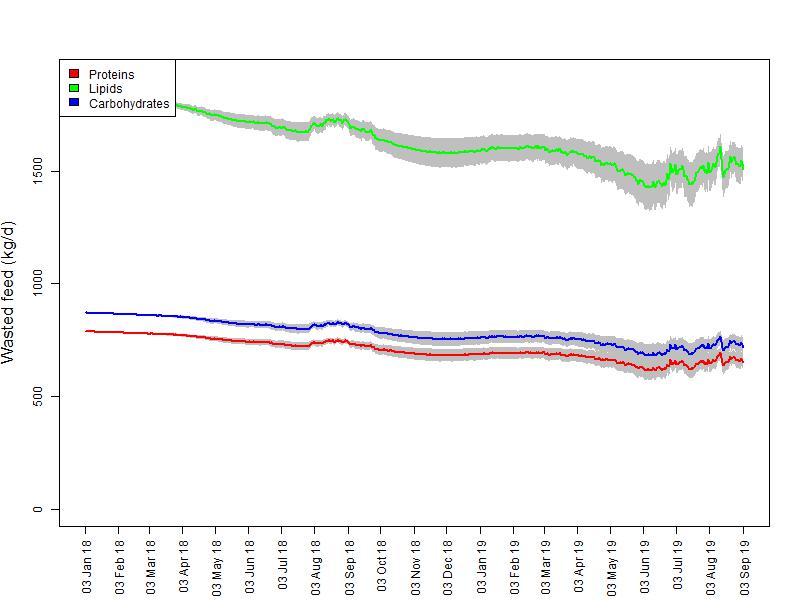 Proteins
Lipids
Carbohydrates
Wasted feed (kg/d)
1500
1000
500
0
03 Jan 18
03 Feb 18
03 Mar 18
03 Apr 18
03 May 18
03 Jun 18
03 Jul 18
03 Aug 18
03 Sep 18
03 Oct 18
03 Nov 18
03 Dec 18
03 Jan 19
03 Feb 19
03 Mar 19
03 Apr 19
03 May 19
03 Jun 19
03 Jul 19
03 Aug 19
03 Sep 19